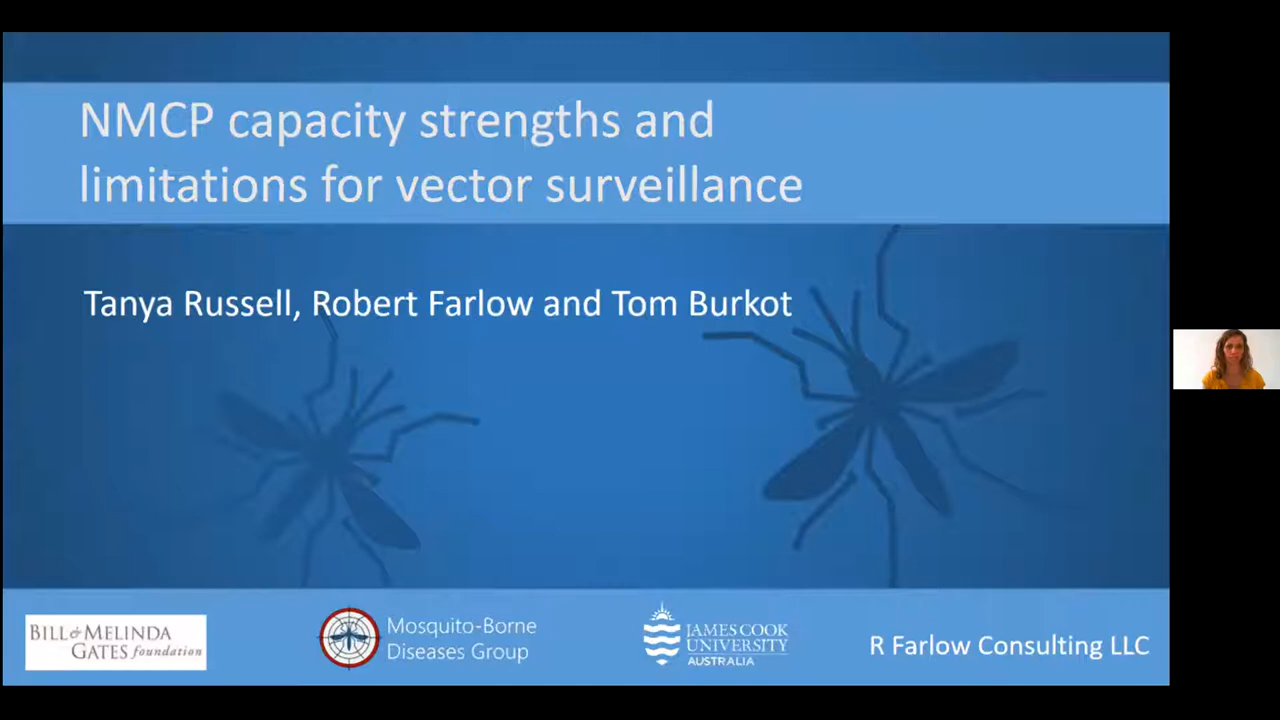 NMCP capacity strengths and
limitations for vector surveillance
Tanya Russell, Robert Farlow and Tom Burkot
BILL & MELINDA
GATES foundation
Mosquito-Borne
Diseases Group
JAMES COOK
UNIVERSITY
AUSTRALIA
R Farlow Consulting LLC